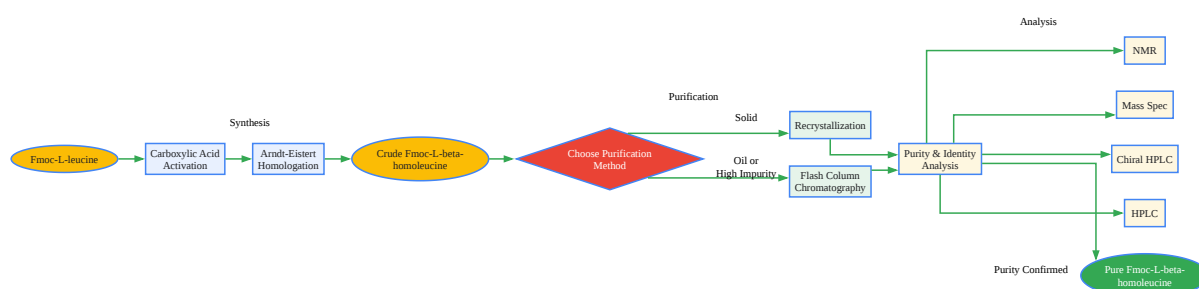 Synthesis
Fmoc-L-leucine
Carboxylic Acid
Activation
Arndt-Eistert
Homologation
Crude Fmoc-L-beta-
homoleucine
Purification
Choose Purification
Method
Solid
Oil or
High Impurity
Recrystallization
Flash Column
Chromatography
Analysis
Purity & Identity
Analysis
NMR
Mass Spec
Chiral HPLC
HPLC
Purity Confirmed
Pure Fmoc-L-beta-
homoleucine